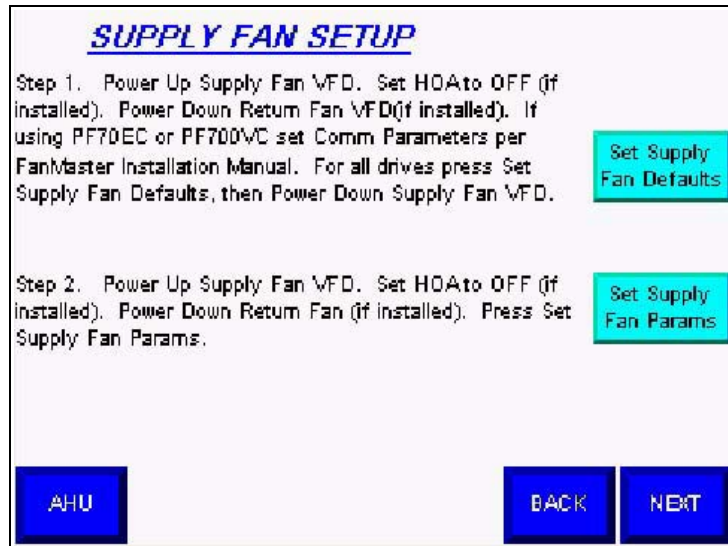 SUPPLY FAN SETUP
Step 1. Power Up Supply Fan VFD. Set HOA to OFF (if
installed). Power Down Return Fan VFD(if installed). If
using PF70EC or PF700VC set Comm Parameters per
FanMaster Installation Manual. For all drives press Set
Supply Fan Defaults, then Power Down Supply Fan VFD.
Set Supply
Fan Defaults
Step 2. Power Up Supply Fan VFD. Set HOA to OFF (if
installed). Power Down Return Fan (if installed). Press Set
Supply Fan Params.
Set Supply
Fan Params
AHU
BACK
NEXT